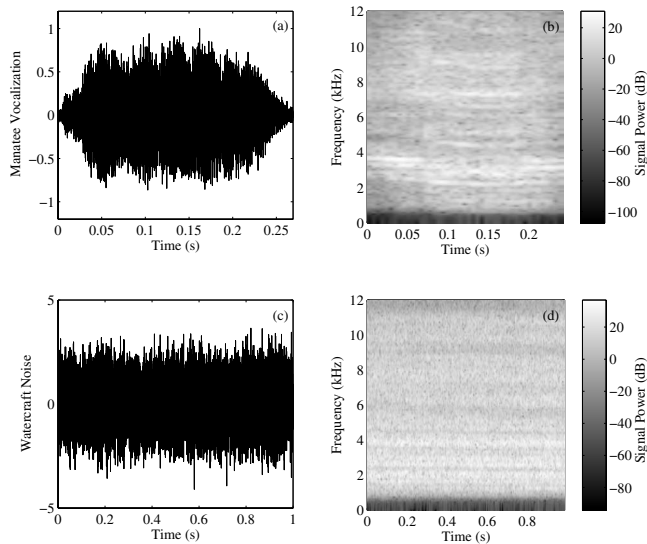 (a)
Manatee Vocalization
1
0.5
0
−0.5
−1
0 0.05 0.1 0.15 0.2 0.25
Time (s)
(b)
Frequency (kHz)
12
10
8
6
4
2
0
0 0.05 0.1 0.15 0.2
Time (s)
Signal Power (dB)
20
0
−20
−40
−60
−80
−100
(c)
Watercraft Noise
5
0
−5
0 0.2 0.4 0.6 0.8 1
Time (s)
(d)
Frequency (kHz)
12
10
8
6
4
2
0
0 0.2 0.4 0.6 0.8
Time (s)
Signal Power (dB)
20
0
−20
−40
−60
−80